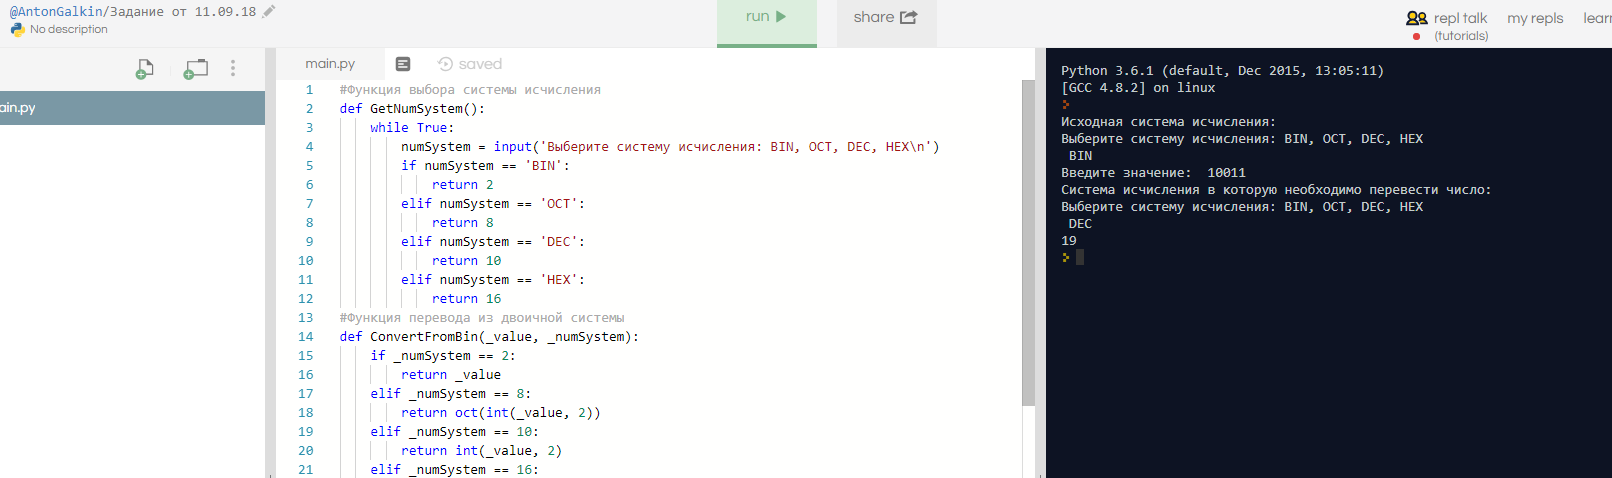 @AntonGalkin/Задание от 11.09.18
No description
run
share
repl talk
(tutorials)
my repls
learn
ain.py
main.py
saved
1 #Функция выбора системы исчисления
2 def GetNumSystem():
3 while True:
4 numSystem = input('Выберите систему исчисления: BIN, OCT, DEC, HEX\n')
5 if numSystem == 'BIN':
6 return 2
7 elif numSystem == 'OCT':
8 return 8
9 elif numSystem == 'DEC':
10 return 10
11 elif numSystem == 'HEX':
12 return 16
13 #Функция перевода из двоичной системы
14 def ConvertFromBin(_value, _numSystem):
15 if _numSystem == 2:
16 return _value
17 elif _numSystem == 8:
18 return oct(int(_value, 2))
19 elif _numSystem == 10:
20 return int(_value, 2)
21 elif _numSystem == 16:
Python 3.6.1 (default, Dec 2015, 13:05:11)
[GCC 4.8.2] on linux
Исходная система исчисления:
Выберите систему исчисления: BIN, OCT, DEC, HEX
BIN
Введите значение: 10011
Система исчисления в которую необходимо перевести число:
Выберите систему исчисления: BIN, OCT, DEC, HEX
DEC
19